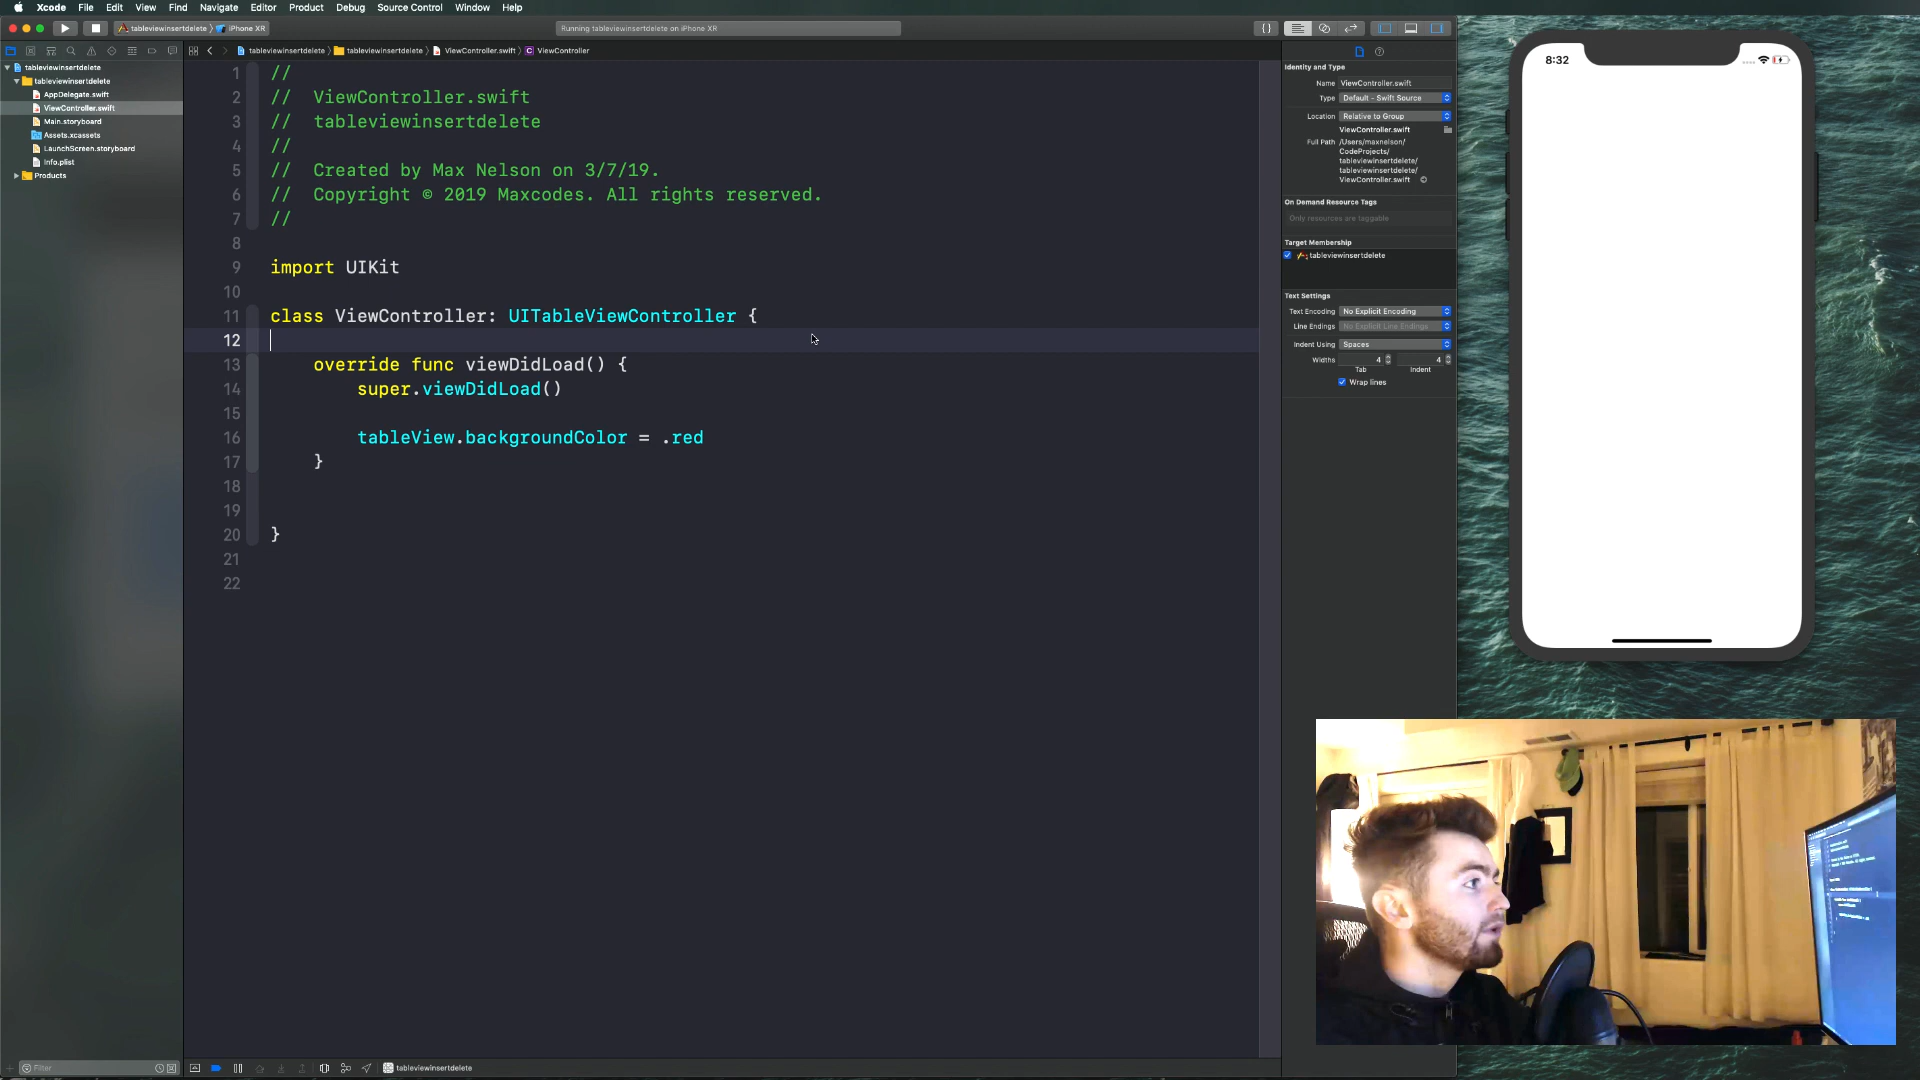 Xcode File Edit View Find Navigate Editor Product Debug Source Control Window Help
tableviewinsertdelete iPhone XR
Running tableviewinsertdelete on iPhone XR
tableviewinsertdelete tableviewinsertdelete ViewController.swift C ViewController
tableviewinsertdelete
tableviewinsertdelete
AppDelegate.swift
ViewController.swift
Main.storyboard
Assets.xcassets
LaunchScreen.storyboard
Info.plist
Products
1 //
2 // ViewController.swift
3 // tableviewinsertdelete
4 //
5 // Created by Max Nelson on 3/7/19.
6 // Copyright © 2019 Maxcodes. All rights reserved.
7 //
8
9 import UIKit
10
11 class ViewController: UITableViewController {
12
13 override func viewDidLoad() {
14 super.viewDidLoad()
15
16 tableView.backgroundColor = .red
17 }
18
19
20 }
21
22
Identity and Type
Name ViewController.swift
Type Default - Swift Source
Location Relative to Group
ViewController.swift
Full Path /Users/maxnelson/
CodeProjects/
tableviewinsertdelete/
tableviewinsertdelete/
ViewController.swift
On Demand Resource Tags
Only resources are taggable
Target Membership
tableviewinsertdelete
Text Settings
Text Encoding No Explicit Encoding
Line Endings No Explicit Line Endings
Indent Using Spaces
Widths 4 4
Tab Indent
Wrap lines
8:32
Filter
tableviewinsertdelete